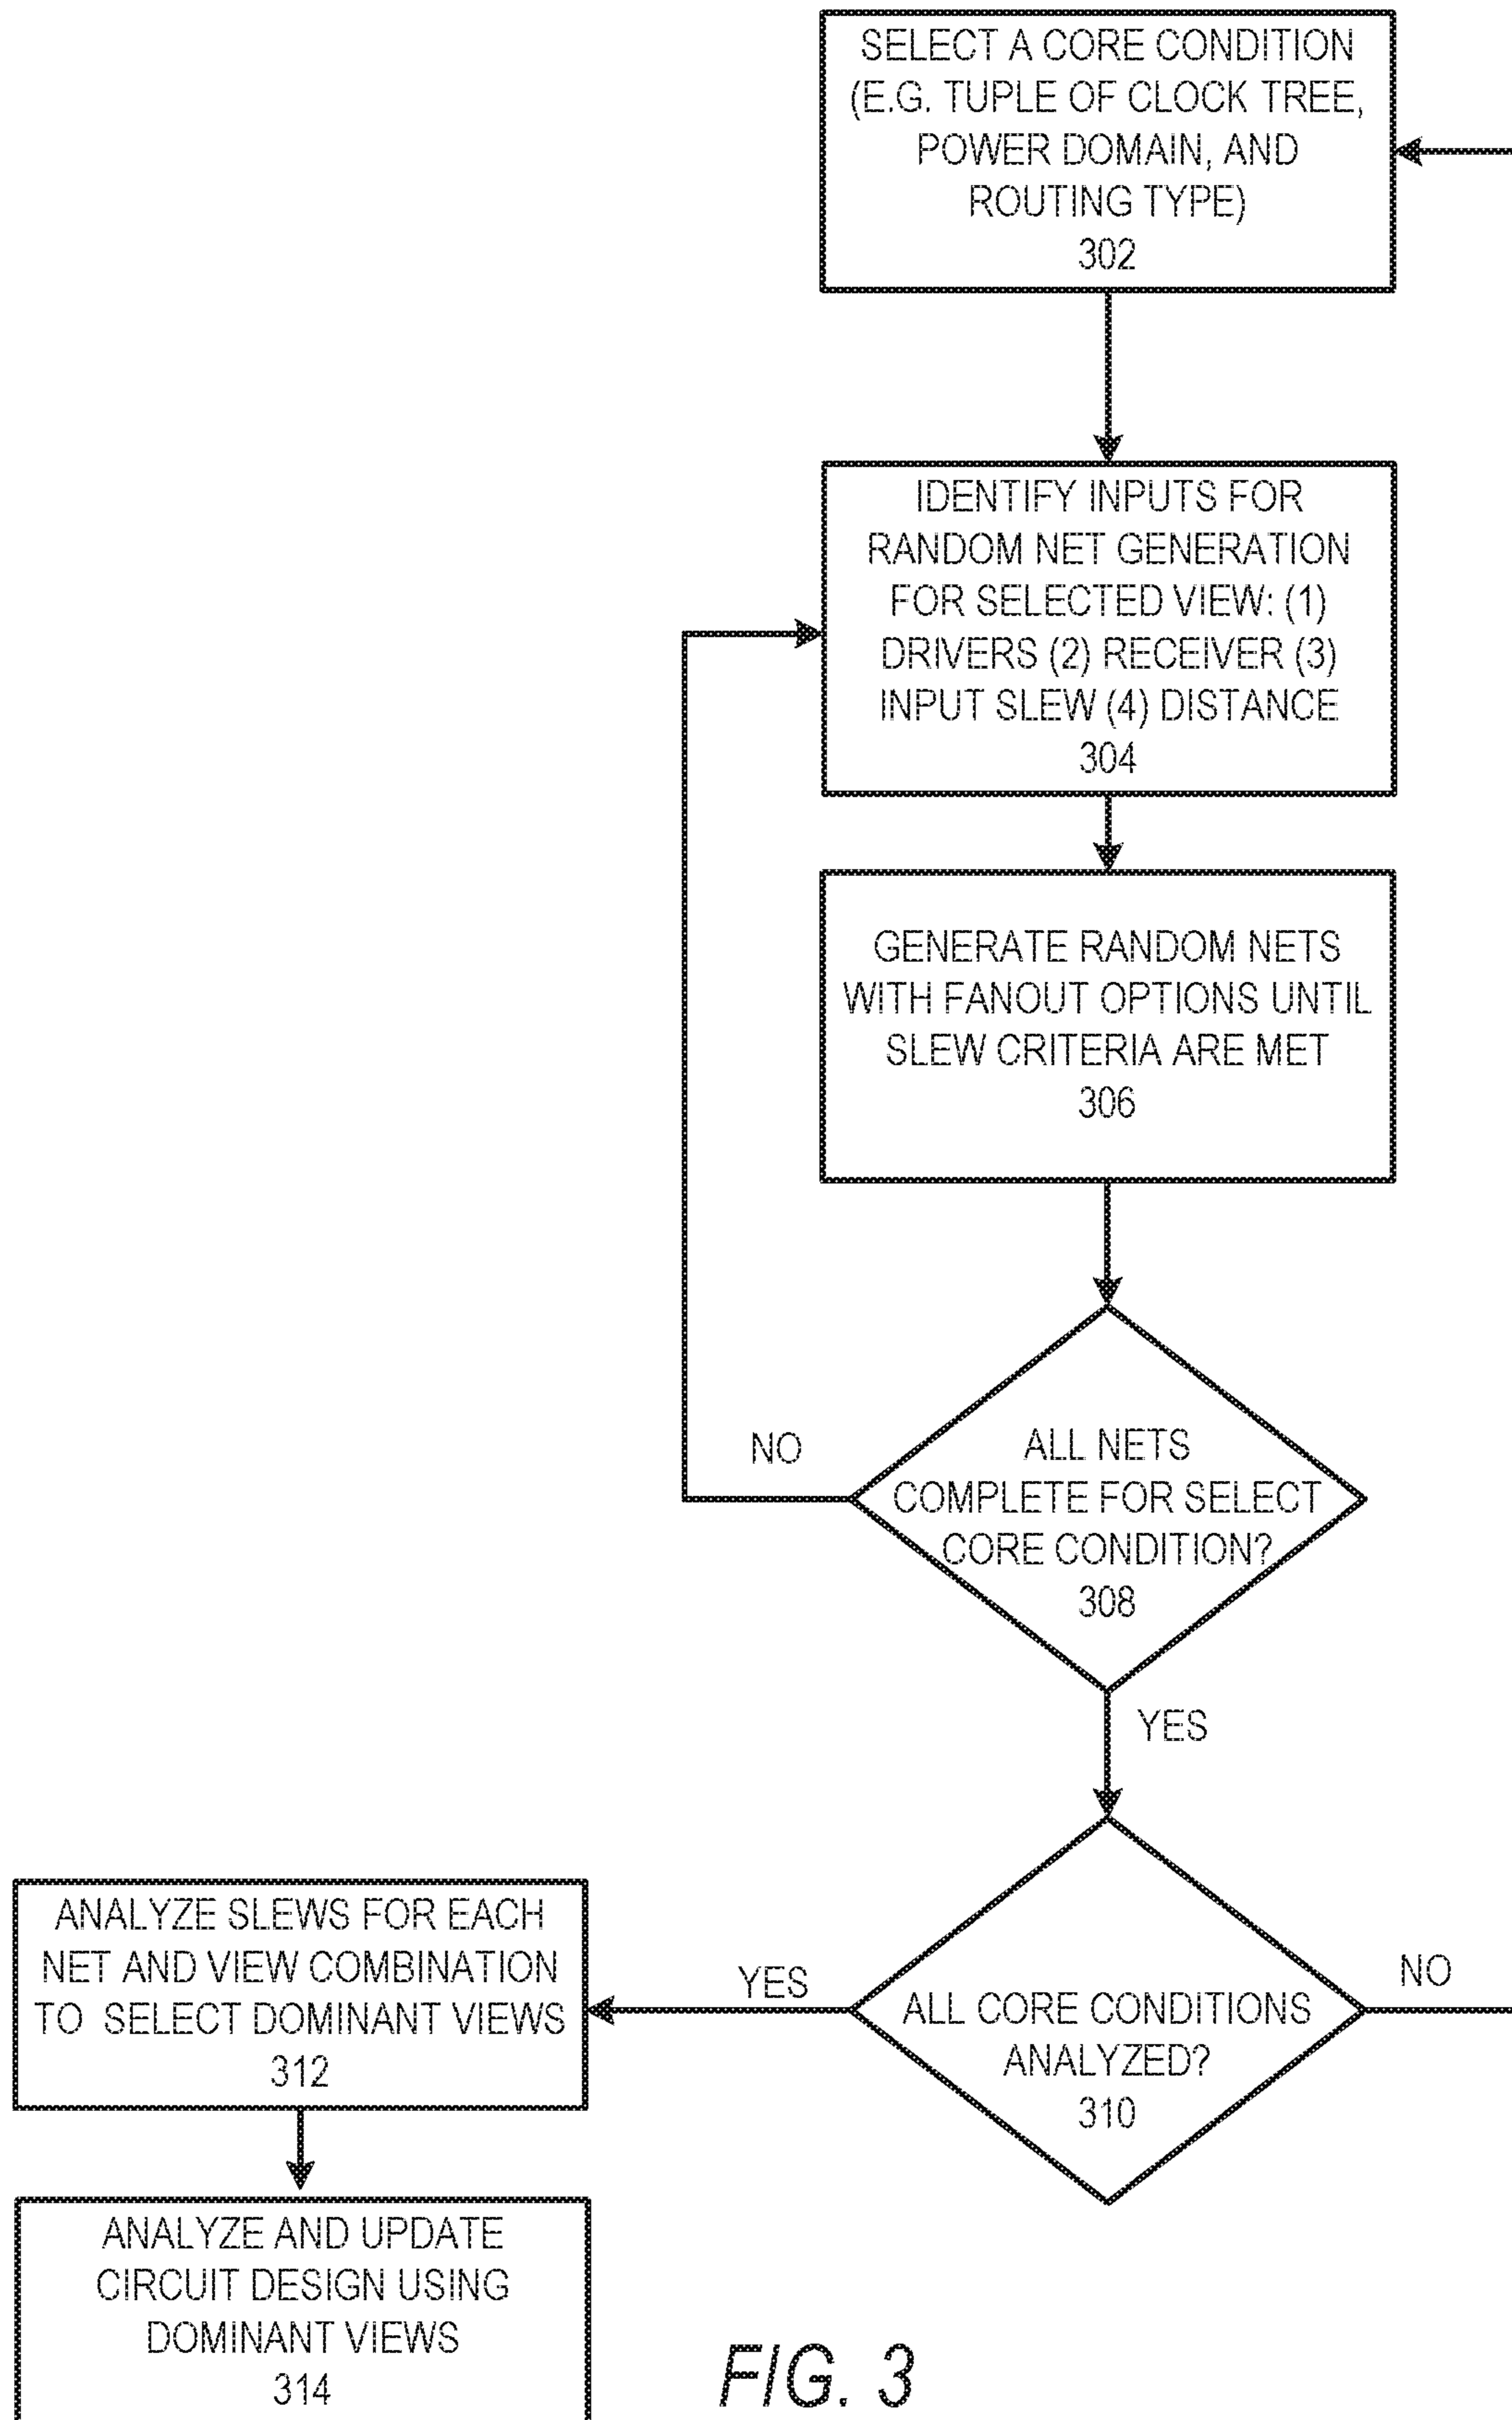 SELECT A CORE CONDITION
(E.G. TUPLE OF CLOCK TREE,
POWER DOMAIN, AND
ROUTING TYPE)
302
IDENTIFY INPUTS FOR
RANDOM NET GENERATION
FOR SELECTED VIEW: (1)
DRIVERS (2) RECEIVER (3)
INPUT SLEW (4) DISTANCE
304
GENERATE RANDOM NETS
WITH FANOUT OPTIONS UNTIL
SLEW CRITERIA ARE MET
306
NO
ALL NETS
COMPLETE FOR SELECT
CORE CONDITION?
308
YES
ALL CORE CONDITIONS
ANALYZED?
310
NO
YES
ANALYZE SLEWS FOR EACH
NET AND VIEW COMBINATION
TO SELECT DOMINANT VIEWS
312
ANALYZE AND UPDATE
CIRCUIT DESIGN USING
DOMINANT VIEWS
314
FIG. 3